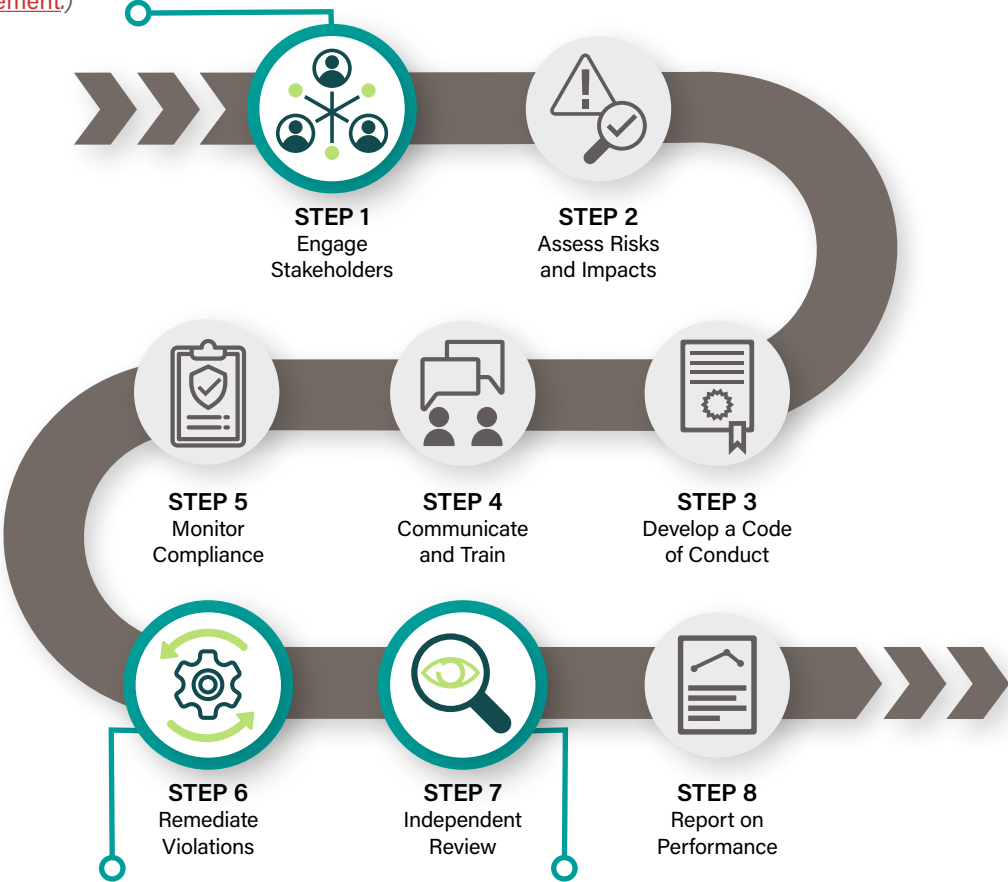 ement.)
STEP 1
Engage
Stakeholders
STEP 2
Assess Risks
and Impacts
STEP 5
Monitor
Compliance
STEP 4
Communicate
and Train
STEP 3
Develop a Code
of Conduct
STEP 6
Remediate
Violations
STEP 7
Independent
Review
STEP 8
Report on
Performance